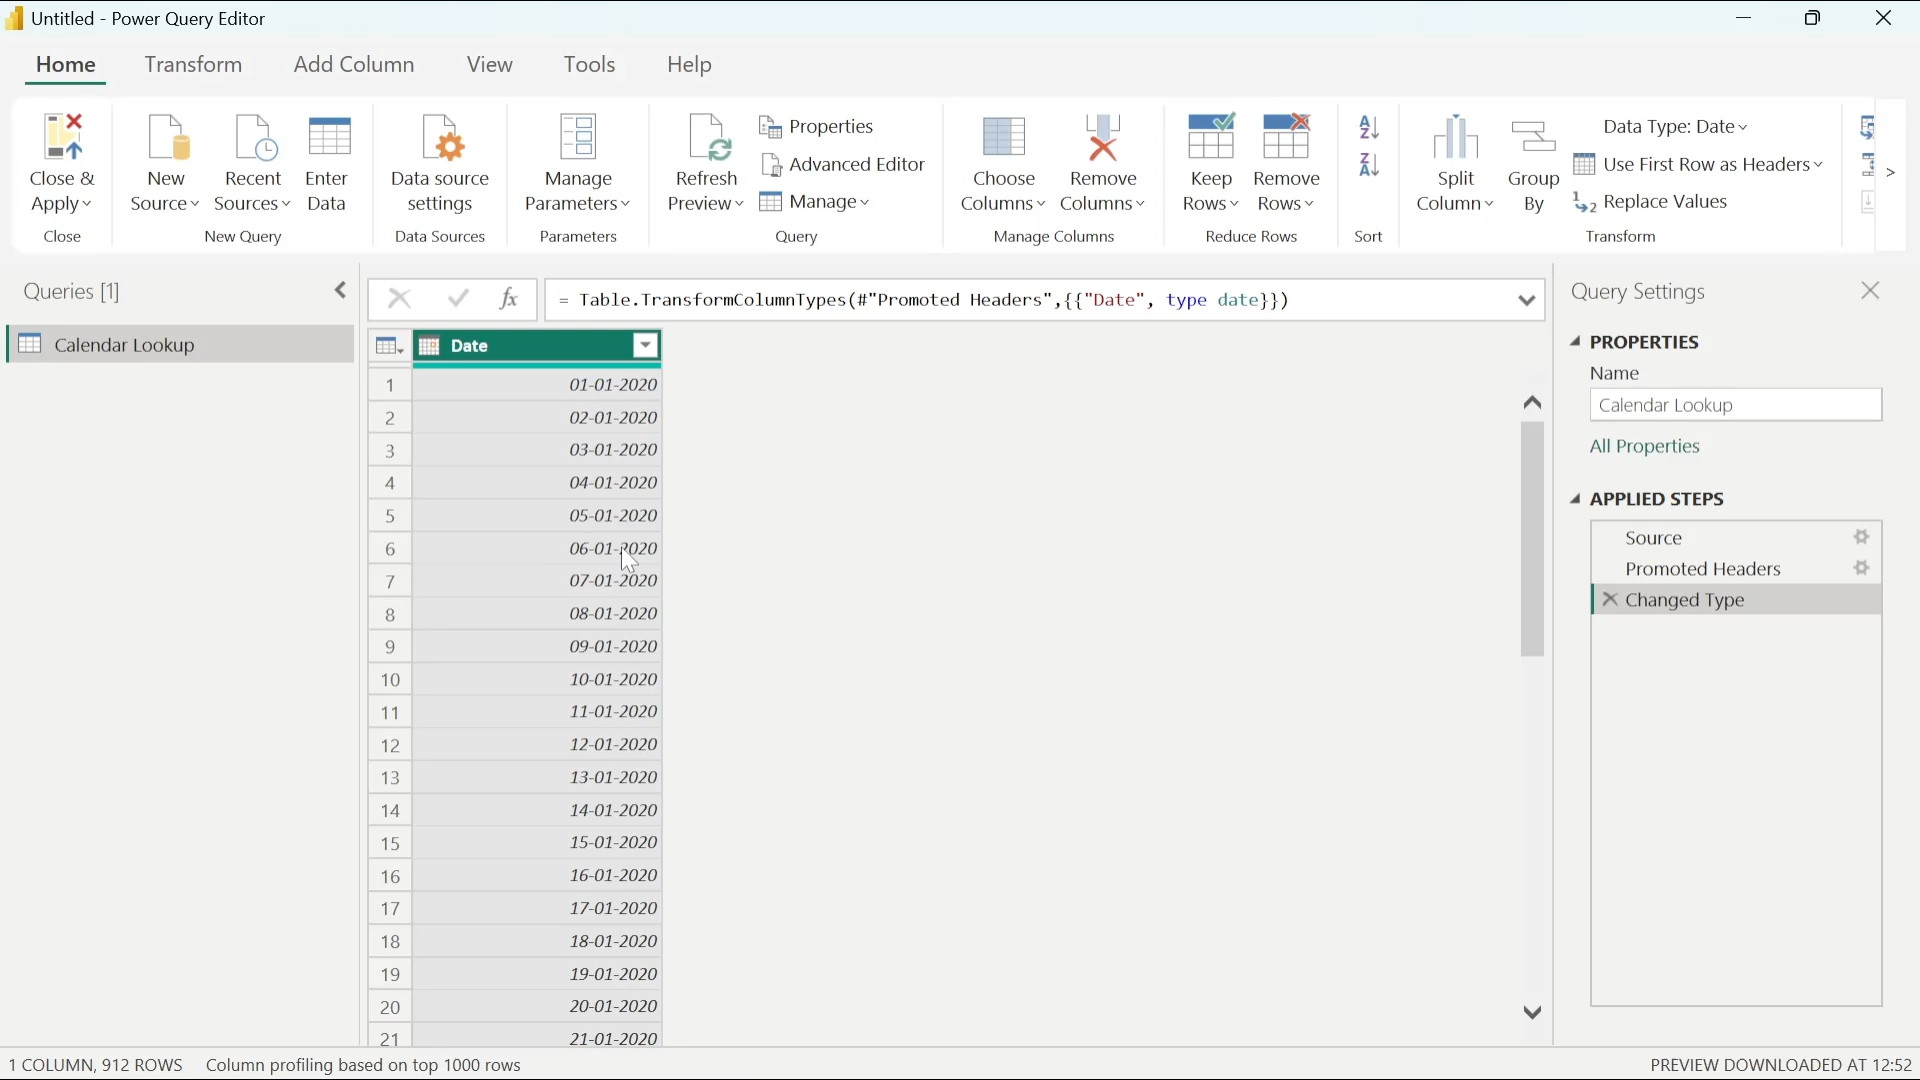 Untitled - Power Query Editor
Home Transform Add Column View Tools Help
Close &
Apply
Close
New
Source
Recent
Sources
Enter
Data
New Query
Data source
settings
Data Sources
Manage
Parameters
Parameters
Refresh
Preview
Properties
Advanced Editor
Manage
Query
Choose
Columns
Remove
Columns
Manage Columns
Keep
Rows
Remove
Rows
Reduce Rows
A
Z
Z
A
Sort
Split
Column
Group
By
Data Type: Date
Use First Row as Headers
1
2
Replace Values
Transform
>
Queries [1]
Calendar Lookup
fx
= Table.TransformColumnTypes(#"Promoted Headers",{{"Date", type date}})
Date
1 01-01-2020
2 02-01-2020
3 03-01-2020
4 04-01-2020
5 05-01-2020
6 06-01-2020
7 07-01-2020
8 08-01-2020
9 09-01-2020
10 10-01-2020
11 11-01-2020
12 12-01-2020
13 13-01-2020
14 14-01-2020
15 15-01-2020
16 16-01-2020
17 17-01-2020
18 18-01-2020
19 19-01-2020
20 20-01-2020
21 21-01-2020
Query Settings
PROPERTIES
Name
Calendar Lookup
All Properties
APPLIED STEPS
Source
Promoted Headers
Changed Type
1 COLUMN, 912 ROWS Column profiling based on top 1000 rows
PREVIEW DOWNLOADED AT 12:52